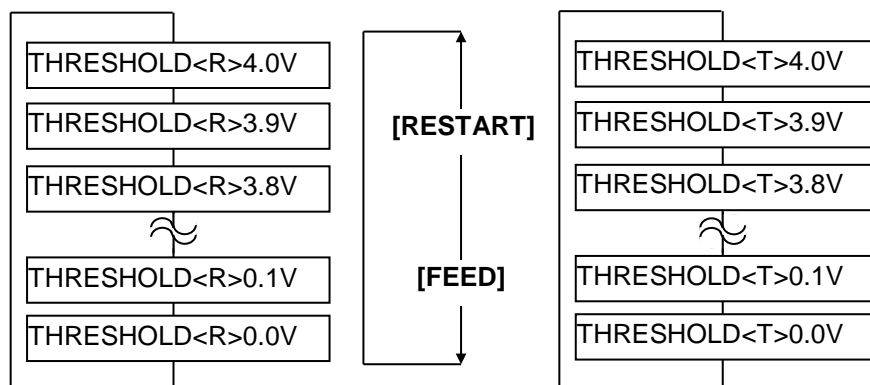 THRESHOLD<R>4.0V
THRESHOLD<R>3.9V
THRESHOLD<R>3.8V
THRESHOLD<R>0.1V
THRESHOLD<R>0.0V
[RESTART]
[FEED]
THRESHOLD<T>4.0V
THRESHOLD<T>3.9V
THRESHOLD<T>3.8V
THRESHOLD<T>0.1V
THRESHOLD<T>0.0V